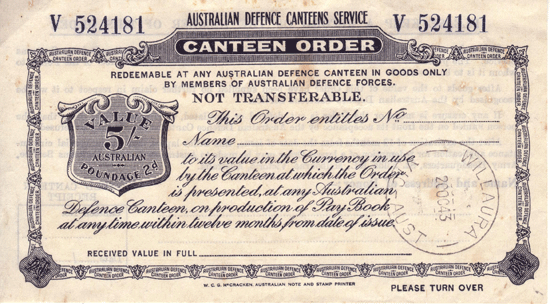 V 524181 AUSTRALIAN DEFENCE CANTEENS SERVICE V 524181
CANTEEN ORDER
REDEEMABLE AT ANY AUSTRALIAN DEFENCE CANTEEN IN GOODS ONLY
BY MEMBERS OF AUSTRALIAN DEFENCE FORCES.
NOT TRANSFERABLE.
VALUE
5/-
AUSTRALIAN
POUNDAGE 2d
This Order entitles No
Name
to its value in the Currency in use
by the Canteen at which the Order
is presented, at any Australian
Defence Canteen, on production of Pay Book
at any time within twelve months from date of issue.
WILLAURA
AUST
RECEIVED VALUE IN FULL
AUSTRALIAN DEFENCE CANTEEN ORDER
W. C. G. McCRACKEN, AUSTRALIAN NOTE AND STAMP PRINTER
PLEASE TURN OVER